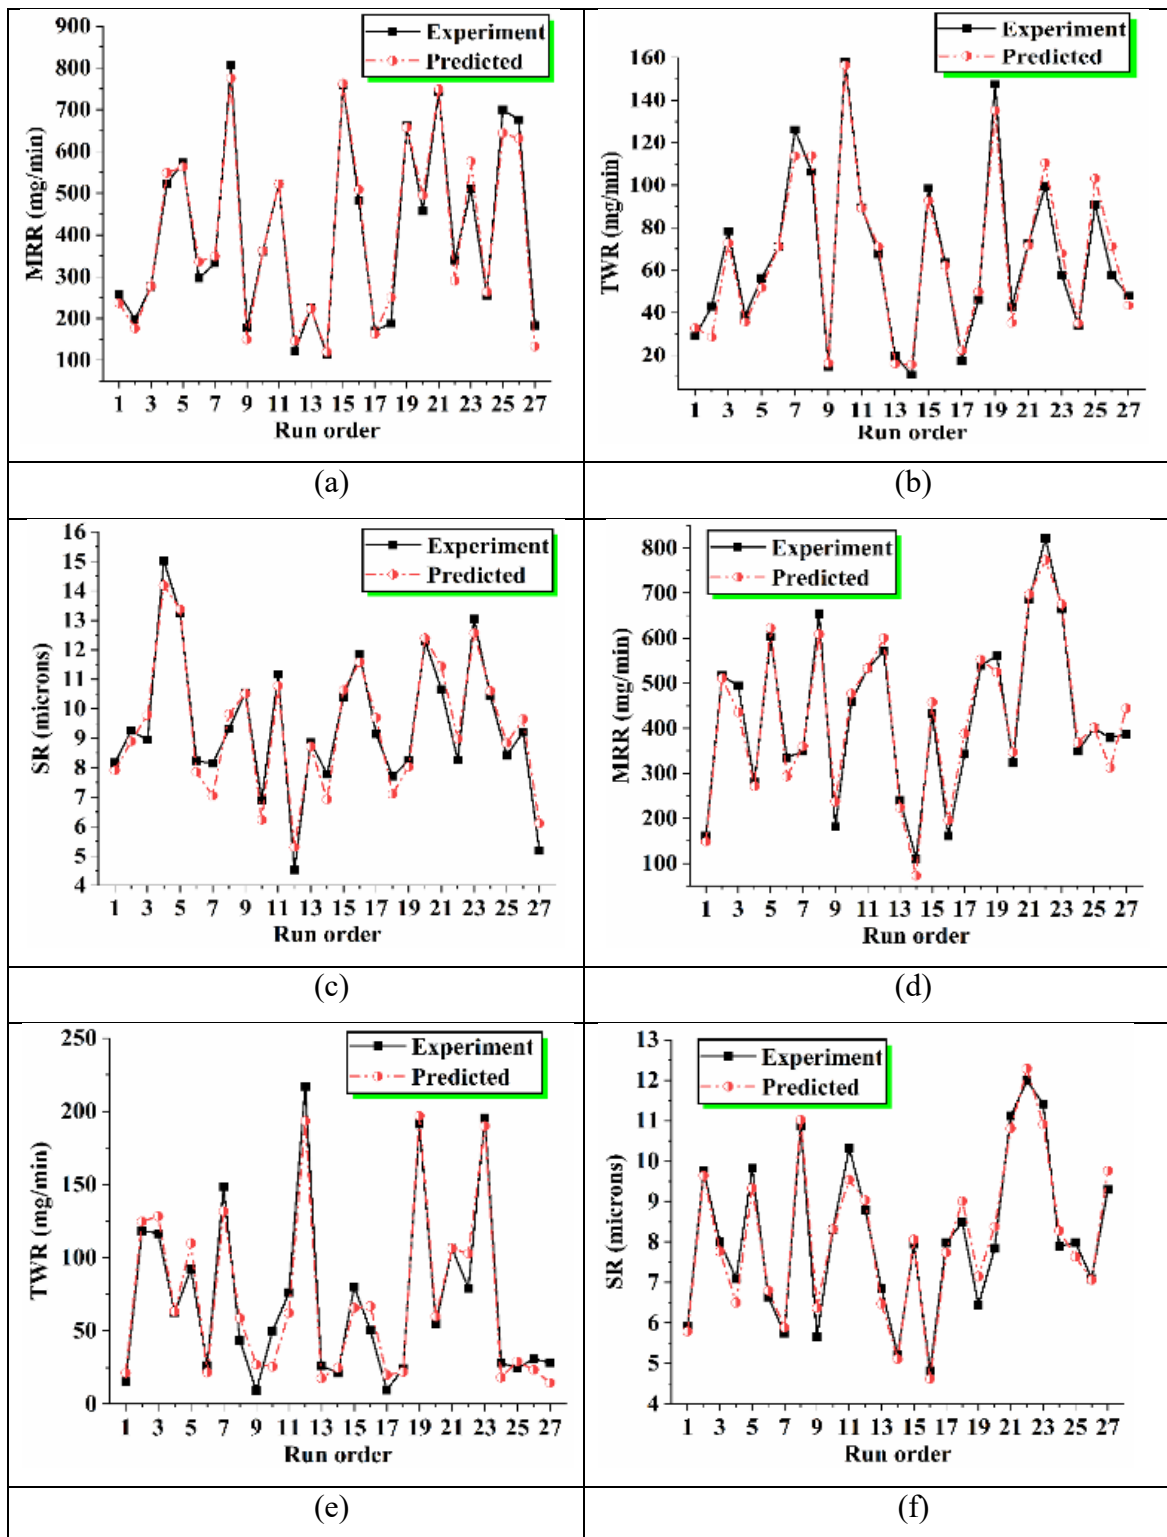 900
800
700
600
500
400
300
200
100
MRR (mg/min)
Experiment
Predicted
1 3 5 7 9 11 13 15 17 19 21 23 25 27
Run order
(a)
160
140
120
100
80
60
40
20
TWR (mg/min)
Experiment
Predicted
1 3 5 7 9 11 13 15 17 19 21 23 25 27
Run order
(b)
16
15
14
13
12
11
10
9
8
7
6
5
4
SR (microns)
Experiment
Predicted
1 3 5 7 9 11 13 15 17 19 21 23 25 27
Run order
(c)
800
700
600
500
400
300
200
100
MRR (mg/min)
Experiment
Predicted
1 3 5 7 9 11 13 15 17 19 21 23 25 27
Run order
(d)
250
200
150
100
50
0
TWR (mg/min)
Experiment
Predicted
1 3 5 7 9 11 13 15 17 19 21 23 25 27
Run order
(e)
13
12
11
10
9
8
7
6
5
4
SR (microns)
Experiment
Predicted
1 3 5 7 9 11 13 15 17 19 21 23 25 27
Run order
(f)